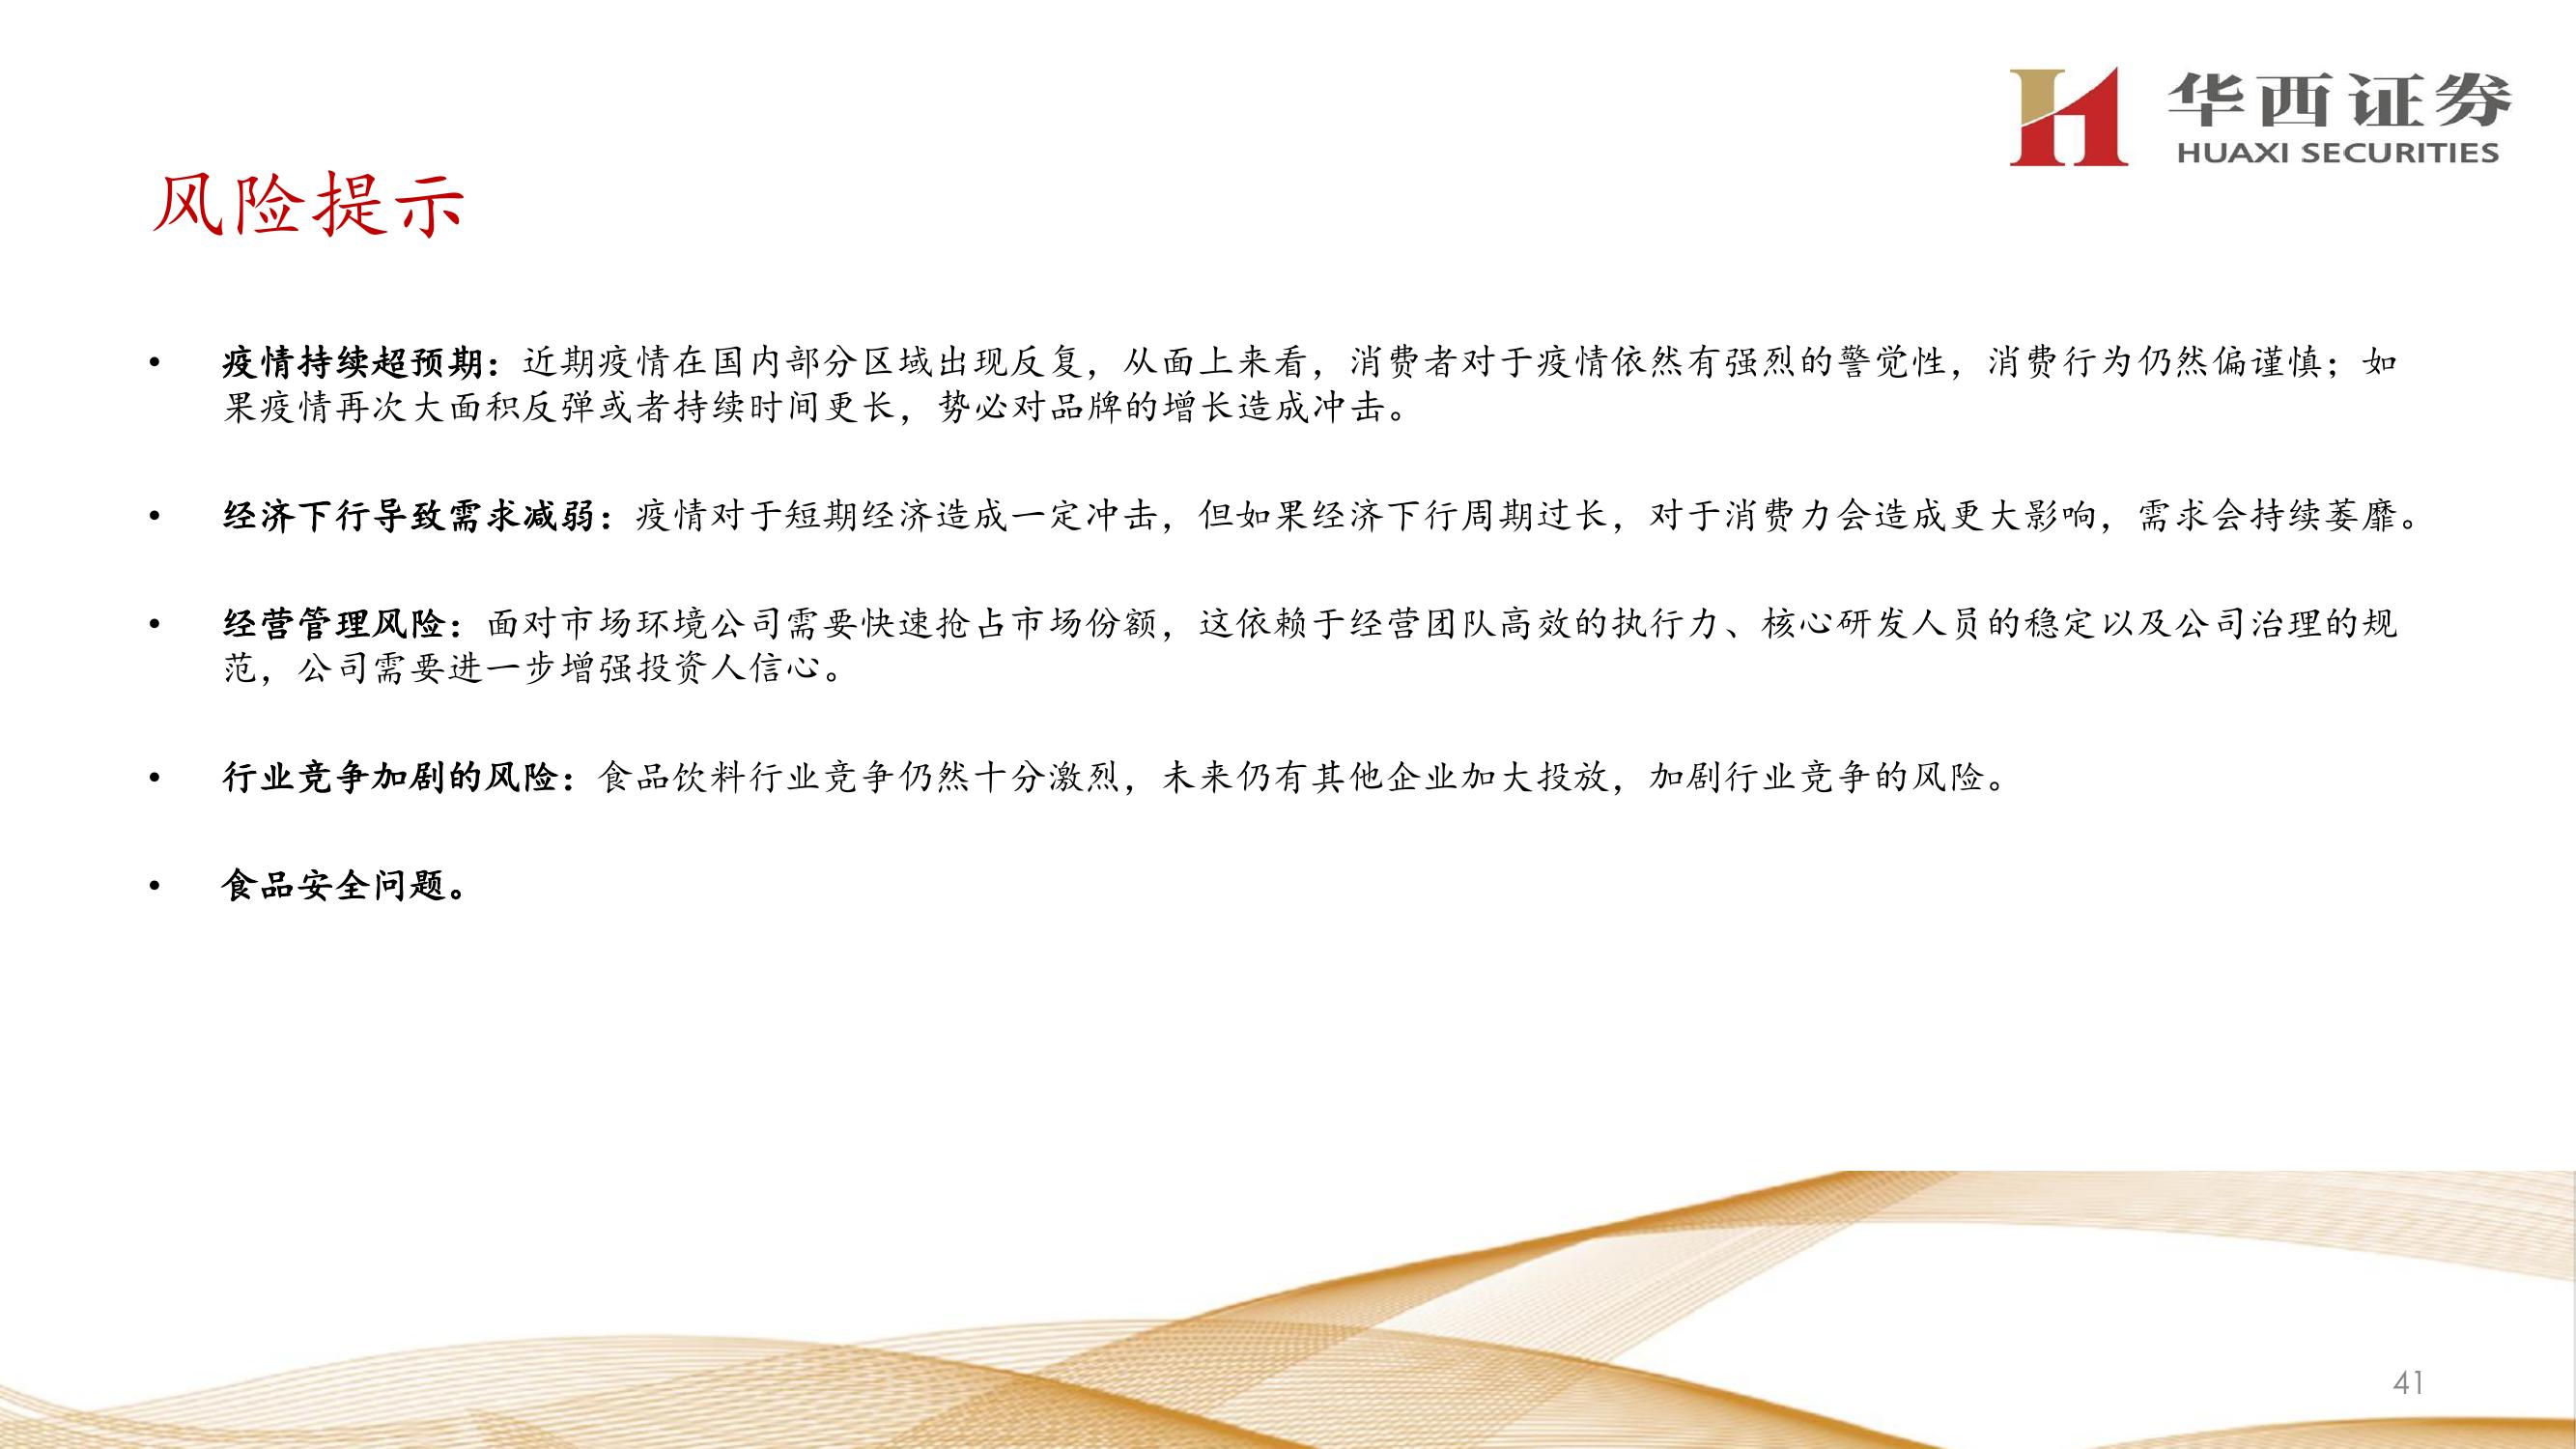 华西证券
HUAXI SECURITIES
风险提示
• 疫情持续超预期：近期疫情在国内部分区域出现反复，从面上来看，消费者对于疫情依然有强烈的警觉性，消费行为仍然偏谨慎；如
果疫情再次大面积反弹或者持续时间更长，势必对品牌的增长造成冲击。
• 经济下行导致需求减弱：疫情对于短期经济造成一定冲击，但如果经济下行周期过长，对于消费力会造成更大影响，需求会持续萎靡。
• 经营管理风险：面对市场环境公司需要快速抢占市场份额，这依赖于经营团队高效的执行力、核心研发人员的稳定以及公司治理的规
范，公司需要进一步增强投资人信心。
• 行业竞争加剧的风险：食品饮料行业竞争仍然十分激烈，未来仍有其他企业加大投放，加剧行业竞争的风险。
• 食品安全问题。
41